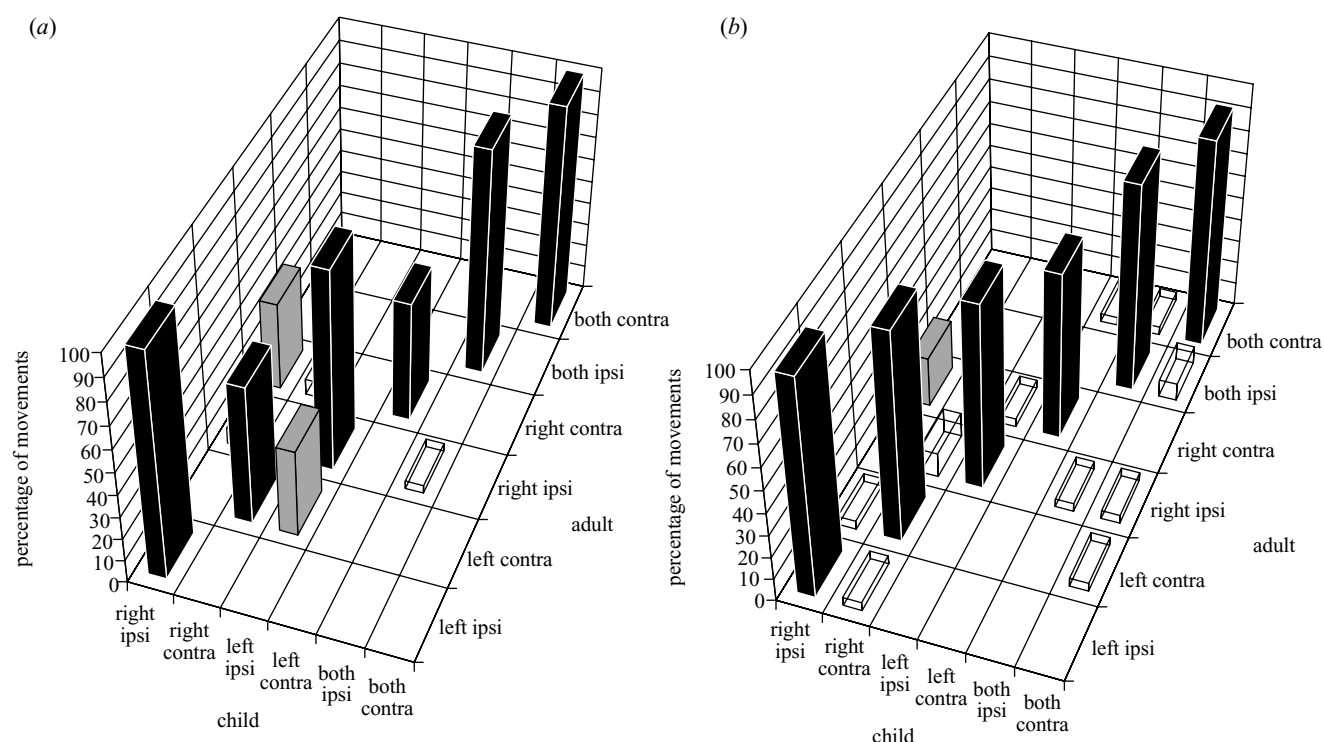 (a)
percentage of movements
100
90
80
70
60
50
40
30
20
10
0
right
ipsi
right
contra
left
ipsi
left
contra
both
ipsi
both
contra
child
both contra
both ipsi
right contra
right ipsi
left contra
left ipsi
adult
(b)
percentage of movements
100
90
80
70
60
50
40
30
20
10
0
right
ipsi
right
contra
left
ipsi
left
contra
both
ipsi
both
contra
child
both contra
both ipsi
right contra
right ipsi
left contra
left ipsi
adult